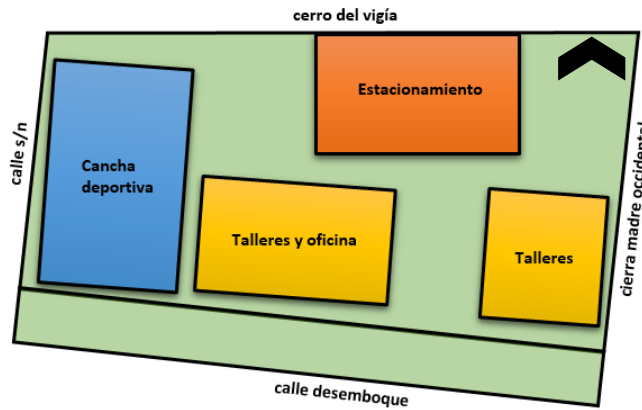 cerro del vigía
Estacionamiento
calle s/n
Cancha
deportiva
Talleres y oficina
Talleres
cierra madre occidental
calle desemboque